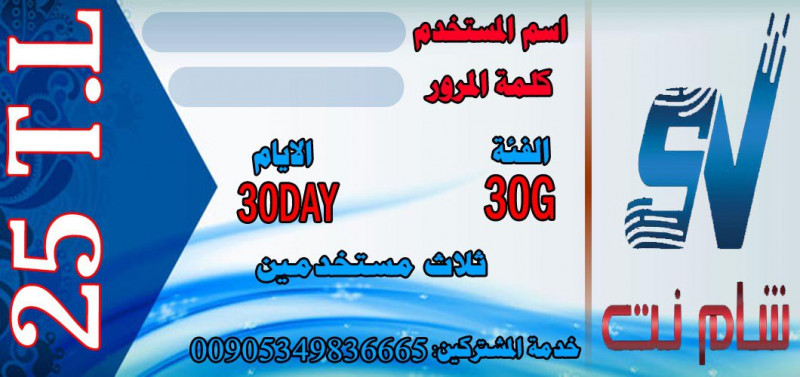 25 T.L
اسم المستخدم
كلمة المرور
الفئة
30G
الايام
30DAY
ثلاث مستخدمين
خدمة المشتركين: 00905349836665
SN
شام نت